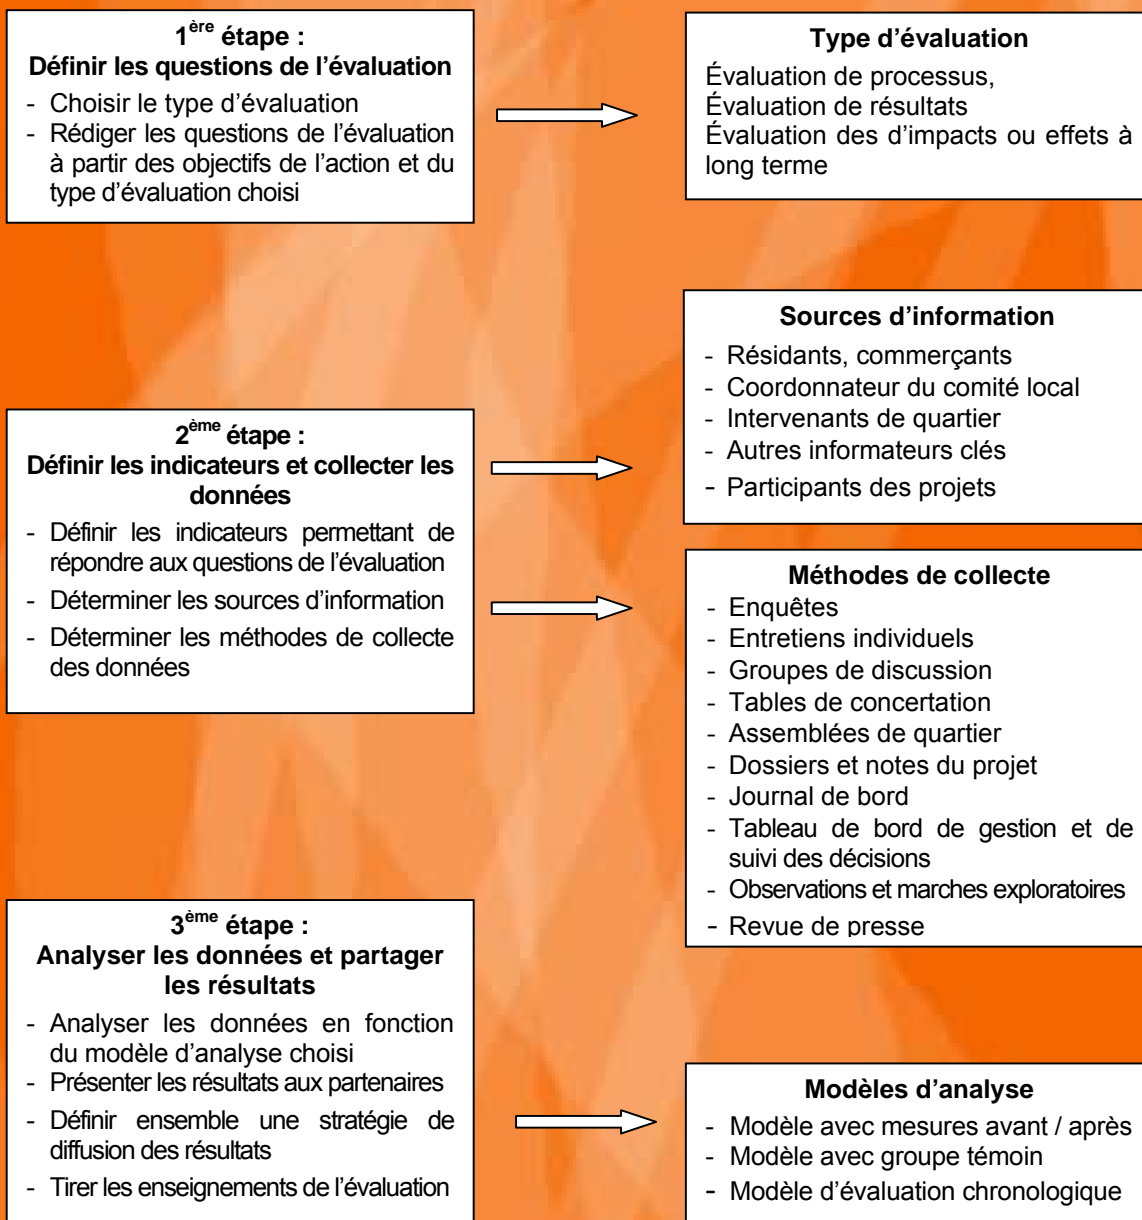 1ère étape :
Définir les questions de l'évaluation
- Choisir le type d'évaluation
- Rédiger les questions de l'évaluation
à partir des objectifs de l'action et du
type d'évaluation choisi
Type d'évaluation
Évaluation de processus,
Évaluation de résultats
Évaluation des d'impacts ou effets à
long terme
2ème étape :
Définir les indicateurs et collecter les
données
- Définir les indicateurs permettant de
répondre aux questions de l'évaluation
- Déterminer les sources d'information
- Déterminer les méthodes de collecte
des données
Sources d'information
- Résidants, commerçants
- Coordonnateur du comité local
- Intervenants de quartier
- Autres informateurs clés
- Participants des projets
Méthodes de collecte
- Enquêtes
- Entretiens individuels
- Groupes de discussion
- Tables de concertation
- Assemblées de quartier
- Dossiers et notes du projet
- Journal de bord
- Tableau de bord de gestion et de
suivi des décisions
- Observations et marches exploratoires
- Revue de presse
3ème étape :
Analyser les données et partager
les résultats
- Analyser les données en fonction
du modèle d'analyse choisi
- Présenter les résultats aux partenaires
- Définir ensemble une stratégie de
diffusion des résultats
- Tirer les enseignements de l'évaluation
Modèles d'analyse
- Modèle avec mesures avant / après
- Modèle avec groupe témoin
- Modèle d'évaluation chronologique